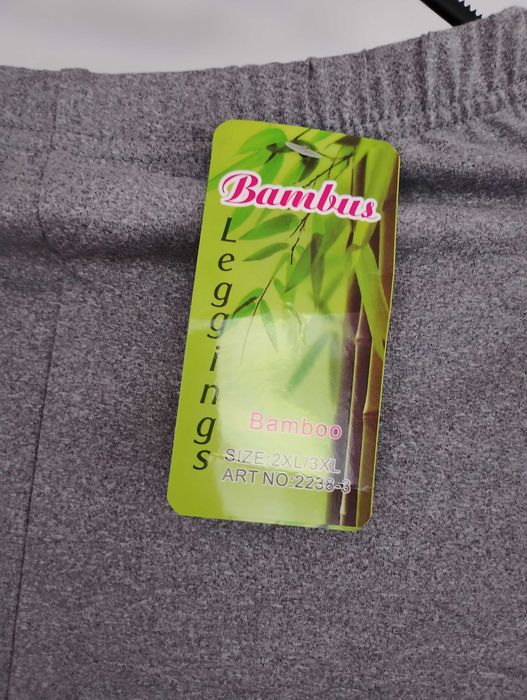 Bambus
Leggings
Bamboo
SIZE:2XL/3XL
ART NO:2238-3